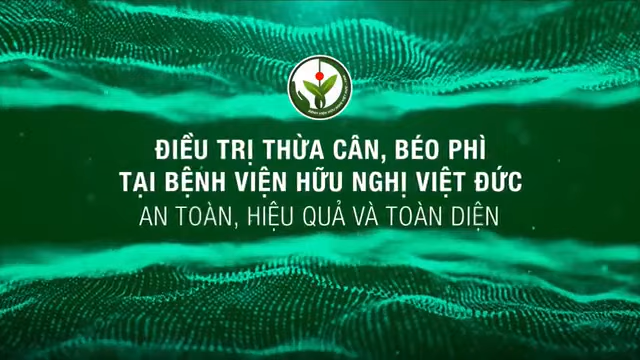 ĐIỀU TRỊ THỪA CÂN, BÉO PHÌ
TẠI BỆNH VIỆN HỮU NGHỊ VIỆT ĐỨC
AN TOÀN, HIỆU QUẢ VÀ TOÀN DIỆN